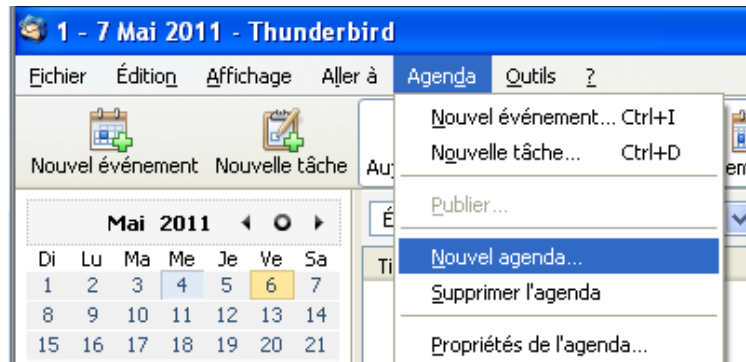 1 - 7 Mai 2011 - Thunderbird
Fichier Édition Affichage Aller à Agenda Outils ?
Nouvel événement Nouvelle tâche
Nouvel événement... Ctrl+I
Nouvelle tâche... Ctrl+D
Publier...
Nouvel agenda...
Supprimer l'agenda
Propriétés de l'agenda...
Mai 2011
Di Lu Ma Me Je Ve Sa
1 2 3 4 5 6 7
8 9 10 11 12 13 14
15 16 17 18 19 20 21